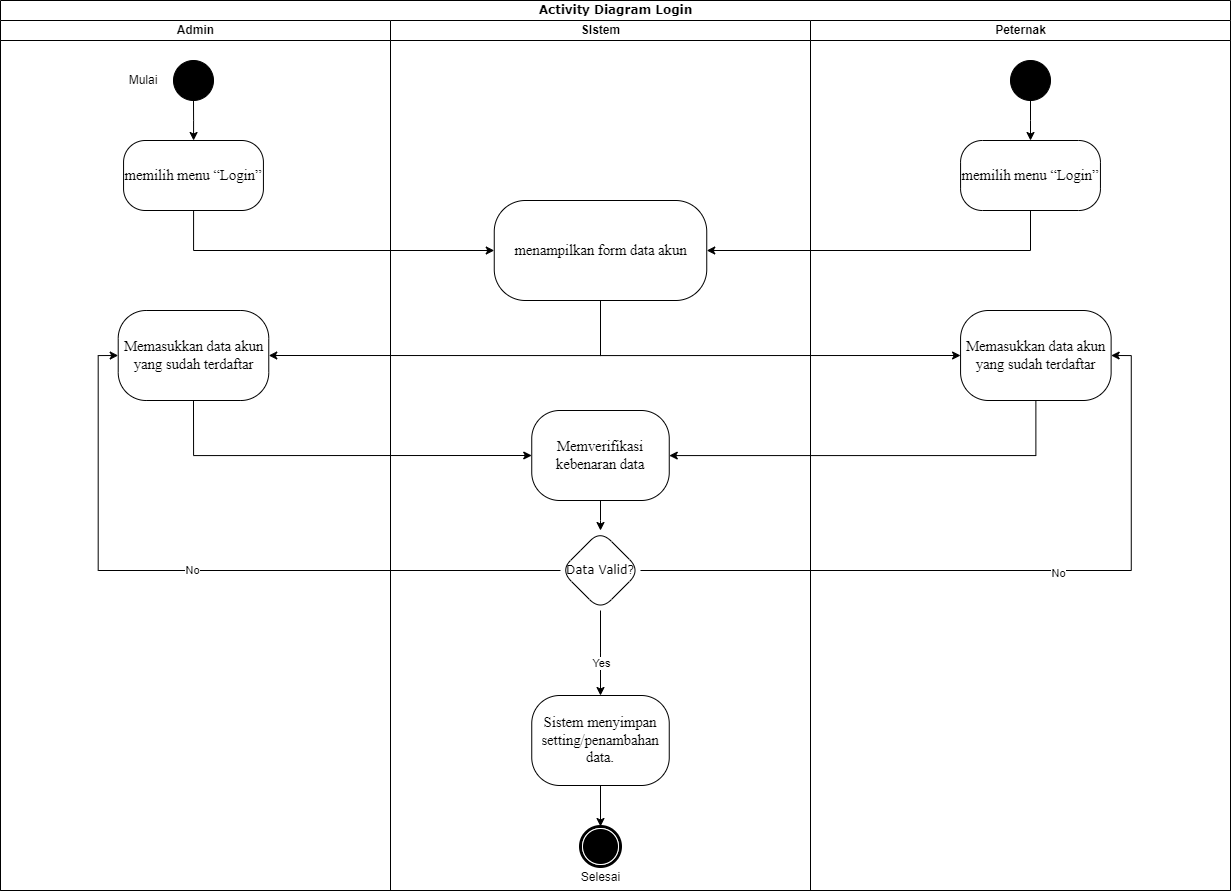 Activity Diagram Login
Admin
SIstem
Peternak
Mulai
memilih menu “Login”
memilih menu “Login”
menampilkan form data akun
Memasukkan data akun
yang sudah terdaftar
Memasukkan data akun
yang sudah terdaftar
Memverifikasi
kebenaran data
Data Valid?
No
No
Yes
Sistem menyimpan
setting/penambahan
data.
Selesai